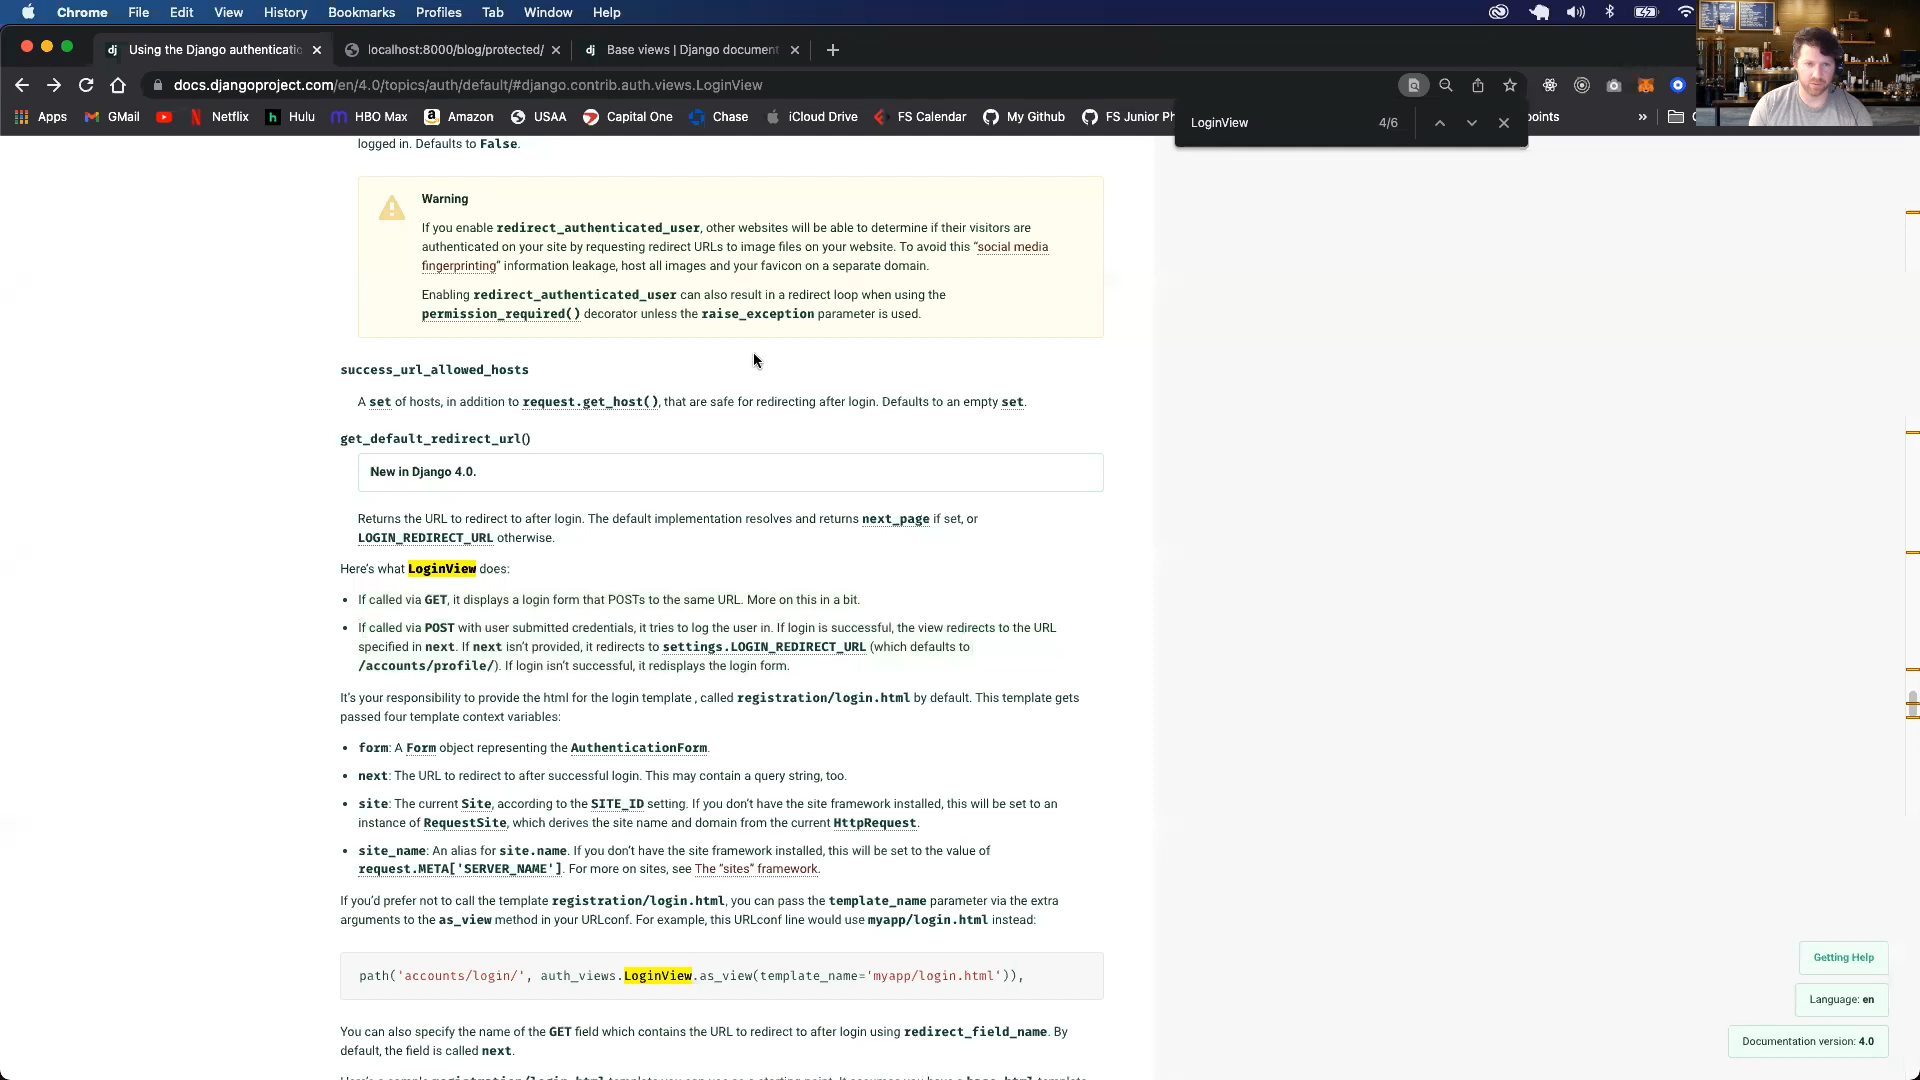 Chrome File Edit View History Bookmarks Profiles Tab Window Help
dj Using the Django authenticatio
localhost:8000/blog/protected/
dj Base views | Django document
docs.djangoproject.com/en/4.0/topics/auth/default/#django.contrib.auth.views.LoginView
Apps GMail Netflix Hulu HBO Max Amazon USAA Capital One Chase iCloud Drive FS Calendar My Github FS Junior Ph points »
LoginView 4/6
logged in. Defaults to False.
Warning
If you enable redirect_authenticated_user, other websites will be able to determine if their visitors are
authenticated on your site by requesting redirect URLs to image files on your website. To avoid this “social media
fingerprinting” information leakage, host all images and your favicon on a separate domain.
Enabling redirect_authenticated_user can also result in a redirect loop when using the
permission_required() decorator unless the raise_exception parameter is used.
success_url_allowed_hosts
A set of hosts, in addition to request.get_host(), that are safe for redirecting after login. Defaults to an empty set.
get_default_redirect_url()
New in Django 4.0.
Returns the URL to redirect to after login. The default implementation resolves and returns next_page if set, or
LOGIN_REDIRECT_URL otherwise.
Here’s what LoginView does:
• If called via GET, it displays a login form that POSTs to the same URL. More on this in a bit.
• If called via POST with user submitted credentials, it tries to log the user in. If login is successful, the view redirects to the URL
specified in next. If next isn’t provided, it redirects to settings.LOGIN_REDIRECT_URL (which defaults to
/accounts/profile/). If login isn’t successful, it redisplays the login form.
It’s your responsibility to provide the html for the login template , called registration/login.html by default. This template gets
passed four template context variables:
• form: A Form object representing the AuthenticationForm.
• next: The URL to redirect to after successful login. This may contain a query string, too.
• site: The current Site, according to the SITE_ID setting. If you don’t have the site framework installed, this will be set to an
instance of RequestSite, which derives the site name and domain from the current HttpRequest.
• site_name: An alias for site.name. If you don’t have the site framework installed, this will be set to the value of
request.META['SERVER_NAME']. For more on sites, see The “sites” framework.
If you’d prefer not to call the template registration/login.html, you can pass the template_name parameter via the extra
arguments to the as_view method in your URLconf. For example, this URLconf line would use myapp/login.html instead:
path('accounts/login/', auth_views.LoginView.as_view(template_name='myapp/login.html')),
You can also specify the name of the GET field which contains the URL to redirect to after login using redirect_field_name. By
default, the field is called next.
Here’s a sample registration/login.html template you can use as a starting point. It assumes you have a base.html template
Getting Help
Language: en
Documentation version: 4.0